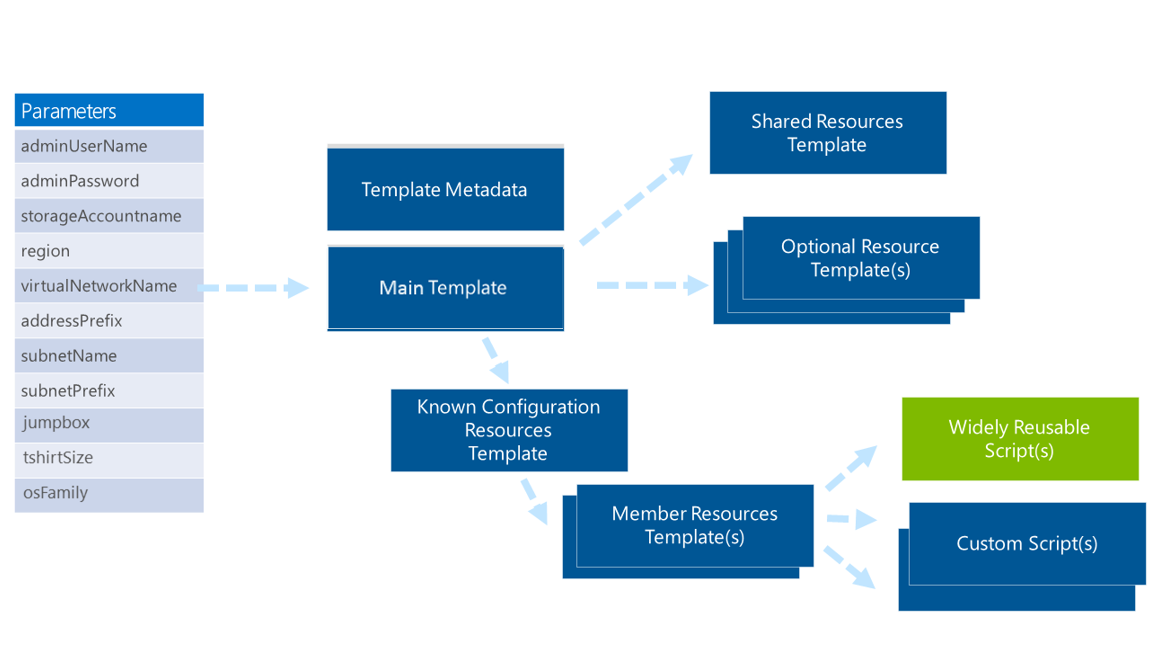 Parameters
adminUserName
adminPassword
storageAccountname
region
virtualNetworkName
addressPrefix
subnetName
subnetPrefix
jumpbox
tshirtSize
osFamily
Template Metadata
Main Template
Shared Resources
Template
Optional Resource
Template(s)
Known Configuration
Resources
Template
Member Resources
Template(s)
Widely Reusable
Script(s)
Custom Script(s)